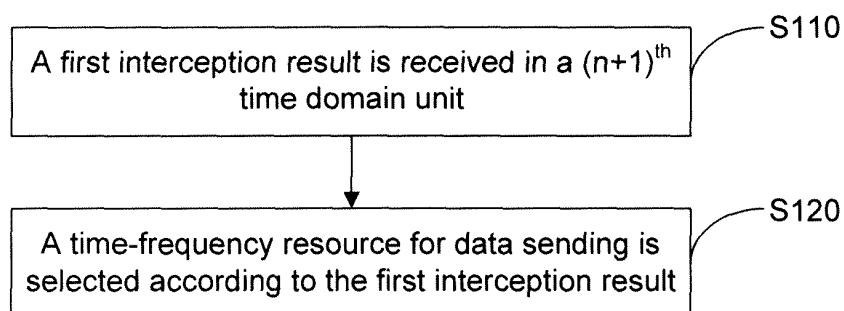 S110
A first interception result is received in a (n+1)th
time domain unit
S120
A time-frequency resource for data sending is
selected according to the first interception result